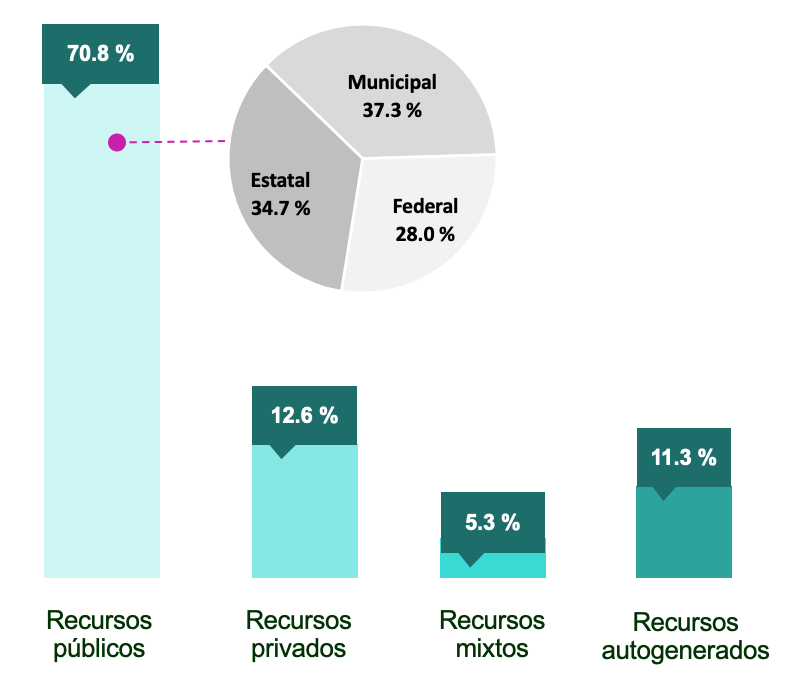 70.8 %
Municipal
37.3 %
Estatal
34.7 %
Federal
28.0 %
12.6 %
5.3 %
11.3 %
Recursos
públicos
Recursos
privados
Recursos
mixtos
Recursos
autogenerados